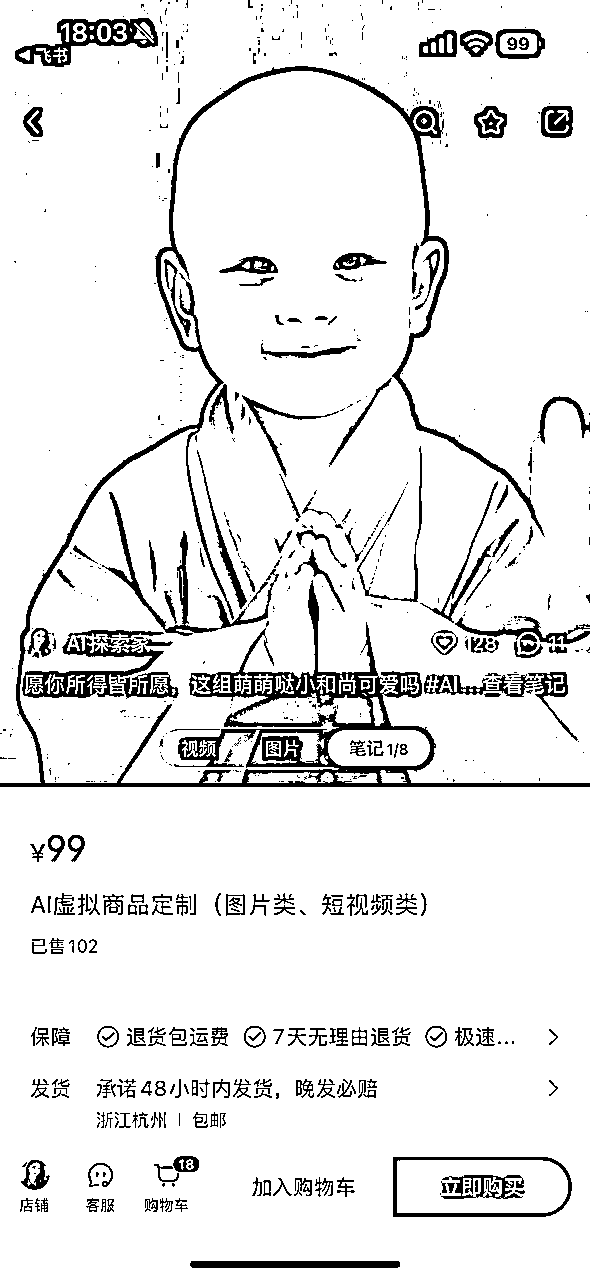 18:03
99
飞书
AI探索家
128
11
愿你所得皆所愿，这组萌萌哒小和尚可爱吗 #AI...查看笔记
视频 图片 笔记 1/8
¥99
AI虚拟商品定制（图片类、短视频类）
已售102
保障 退货包运费 7天无理由退货 极速...
发货 承诺48小时内发货，晚发必赔
浙江杭州 | 包邮
18
店铺 客服 购物车 加入购物车 立即购买